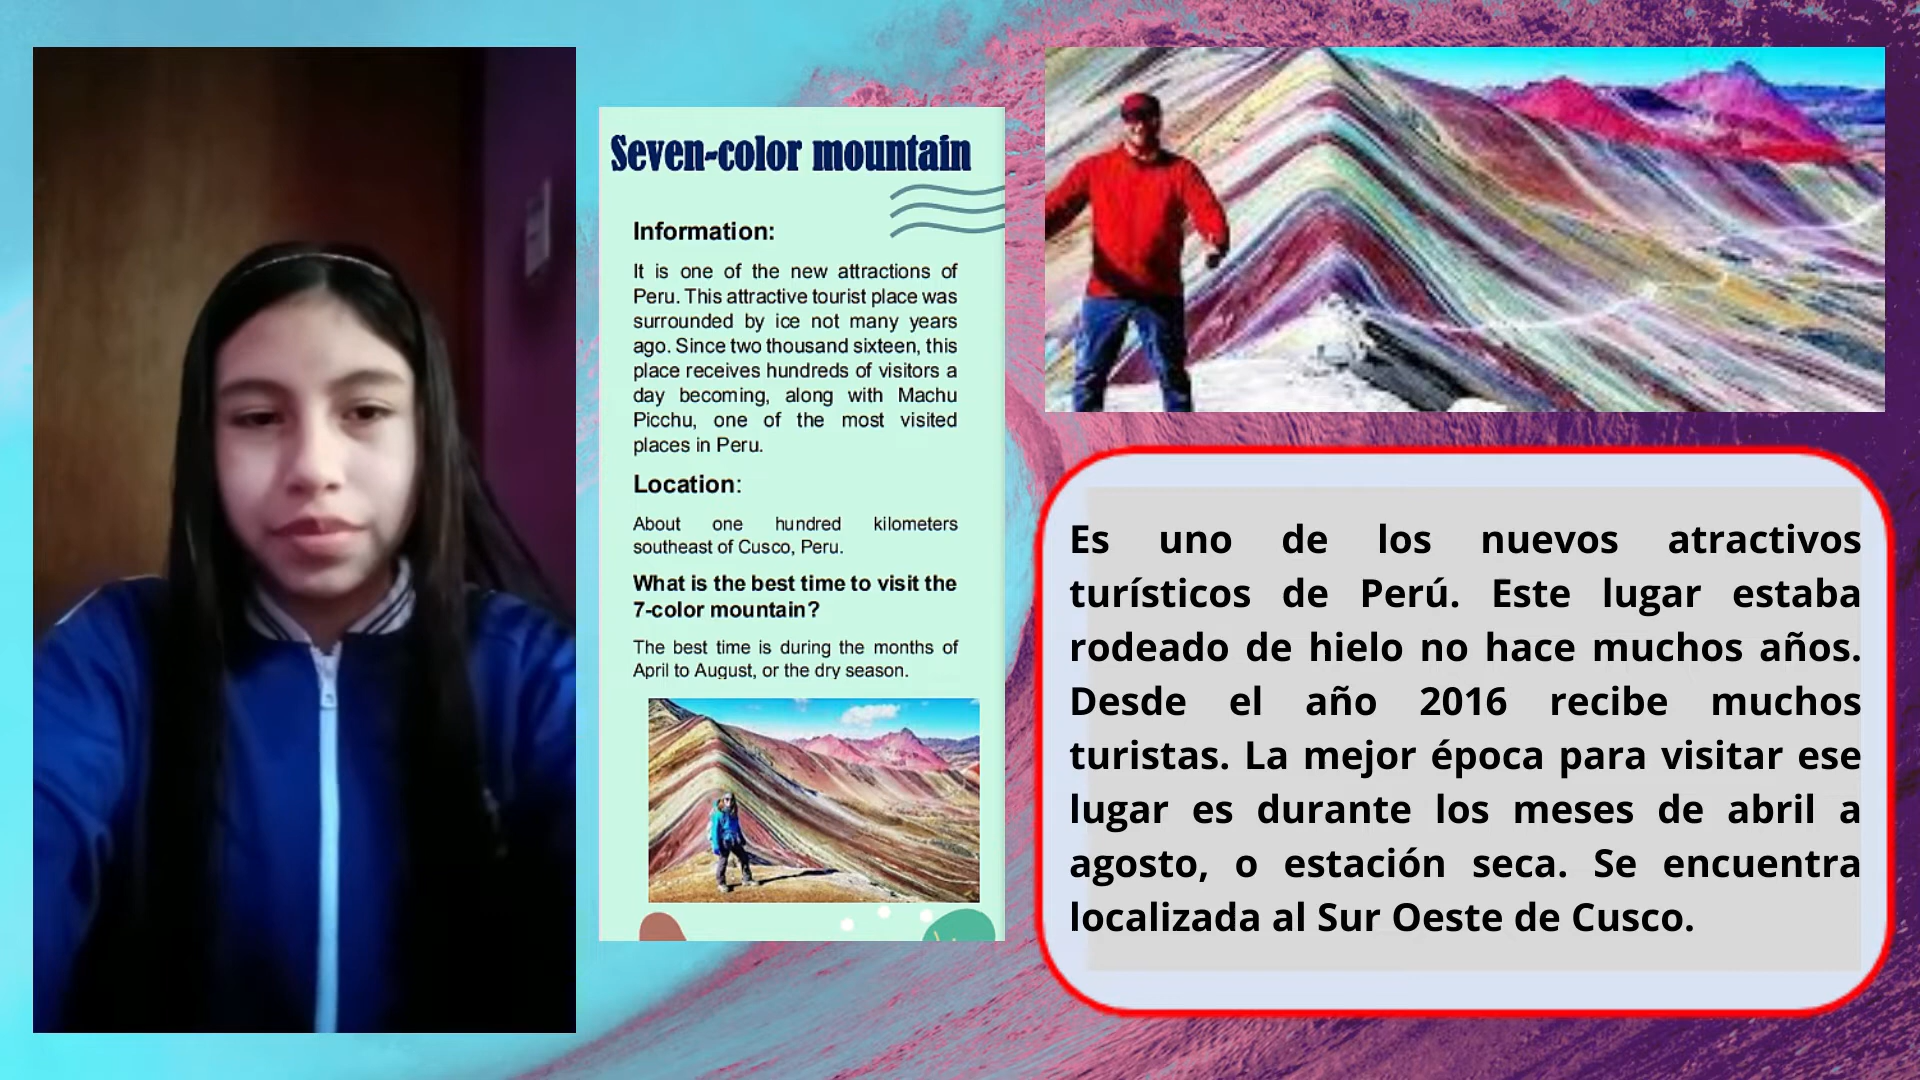 Seven-color mountain
Information:
It is one of the new attractions of
Peru. This attractive tourist place was
surrounded by ice not many years
ago. Since two thousand sixteen, this
place receives hundreds of visitors a
day becoming, along with Machu
Picchu, one of the most visited
places in Peru.
Location:
About one hundred kilometers
southeast of Cusco, Peru.
What is the best time to visit the
7-color mountain?
The best time is during the months of
April to August, or the dry season.
Es uno de los nuevos atractivos
turísticos de Perú. Este lugar estaba
rodeado de hielo no hace muchos años.
Desde el año 2016 recibe muchos
turistas. La mejor época para visitar ese
lugar es durante los meses de abril a
agosto, o estación seca. Se encuentra
localizada al Sur Oeste de Cusco.